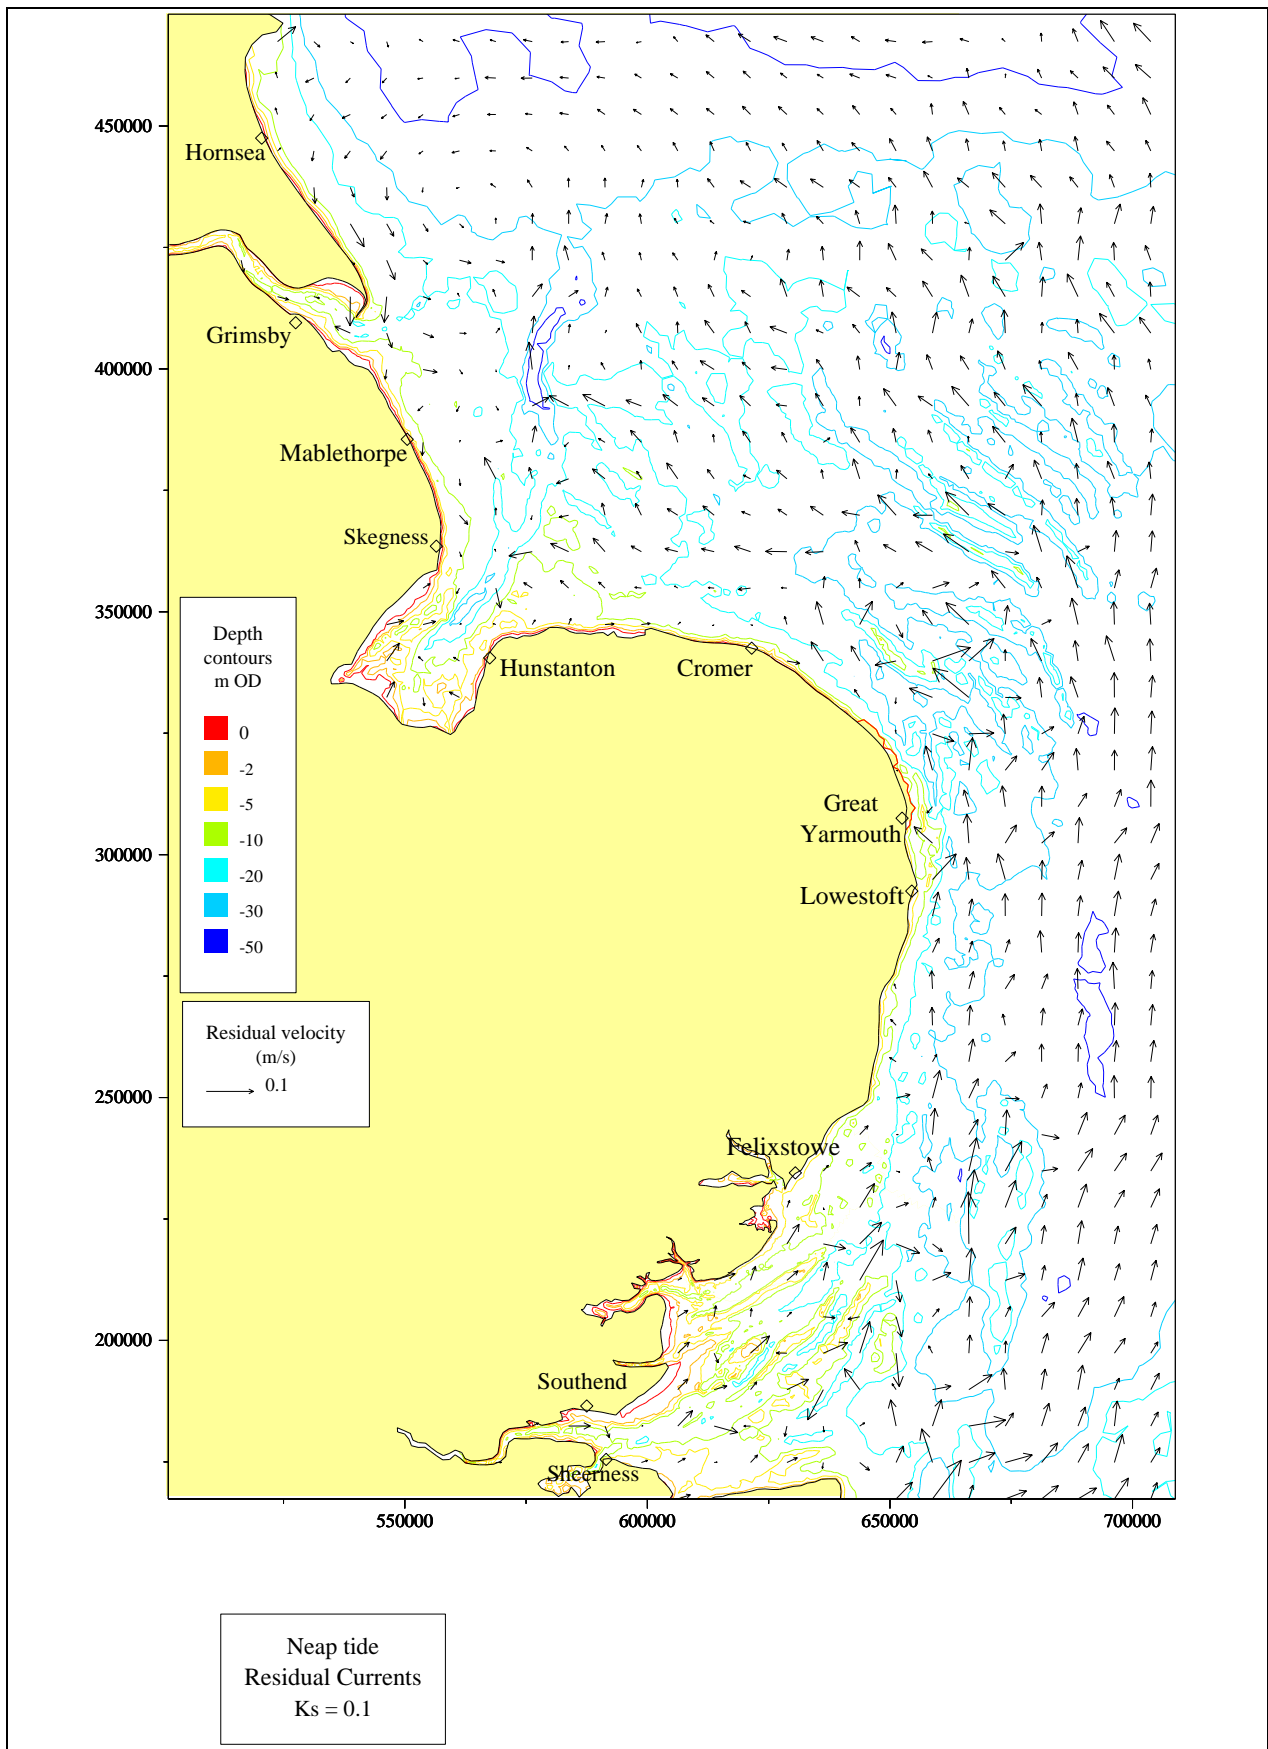 450000
Hornsea
Grimsby
400000
Mablethorpe
Skegness
350000
Depth
contours
m OD
0
-2
-5
-10
-20
-30
-50
Hunstanton
Cromer
Great
Yarmouth
300000
Lowestoft
Residual velocity
(m/s)
0.1
250000
Felixstowe
200000
Southend
Sheerness
550000
600000
650000
700000
Neap tide
Residual Currents
Ks = 0.1